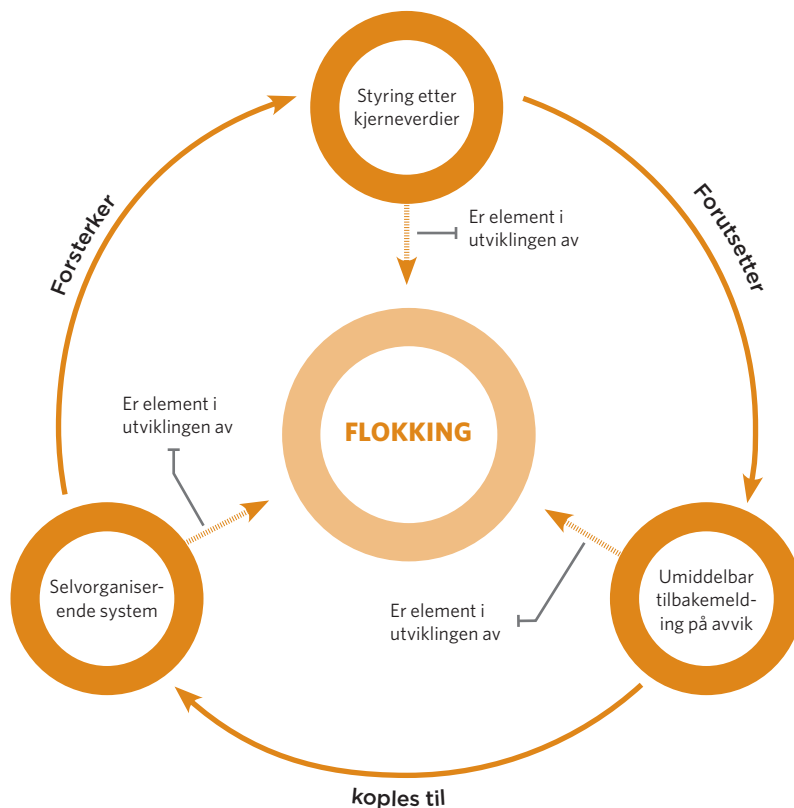 Styring etter
kjerneverdier
Forsterker
Forutsetter
Er element i
utviklingen av
FLOKKING
Er element i
utviklingen av
Selvorganiser-
ende system
Er element i
utviklingen av
Umiddelbar
tilbakemeld-
ing på avvik
koples til